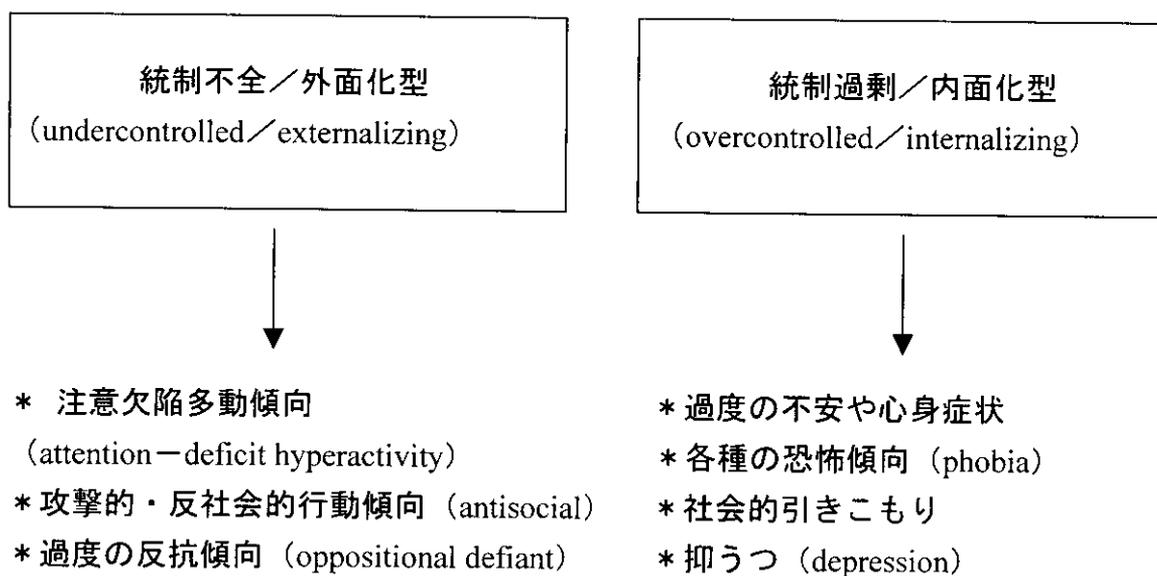 統制不全／外面化型
（undercontrolled／externalizing）
* 注意欠陥多動傾向
（attention－deficit hyperactivity）
*攻撃的・反社会的行動傾向（antisocial）
*過度の反抗傾向（oppositional defiant）
統制過剰／内面化型
（overcontrolled／internalizing）
*過度の不安や心身症状
*各種の恐怖傾向（phobia）
*社会的引きこもり
*抑うつ（depression）